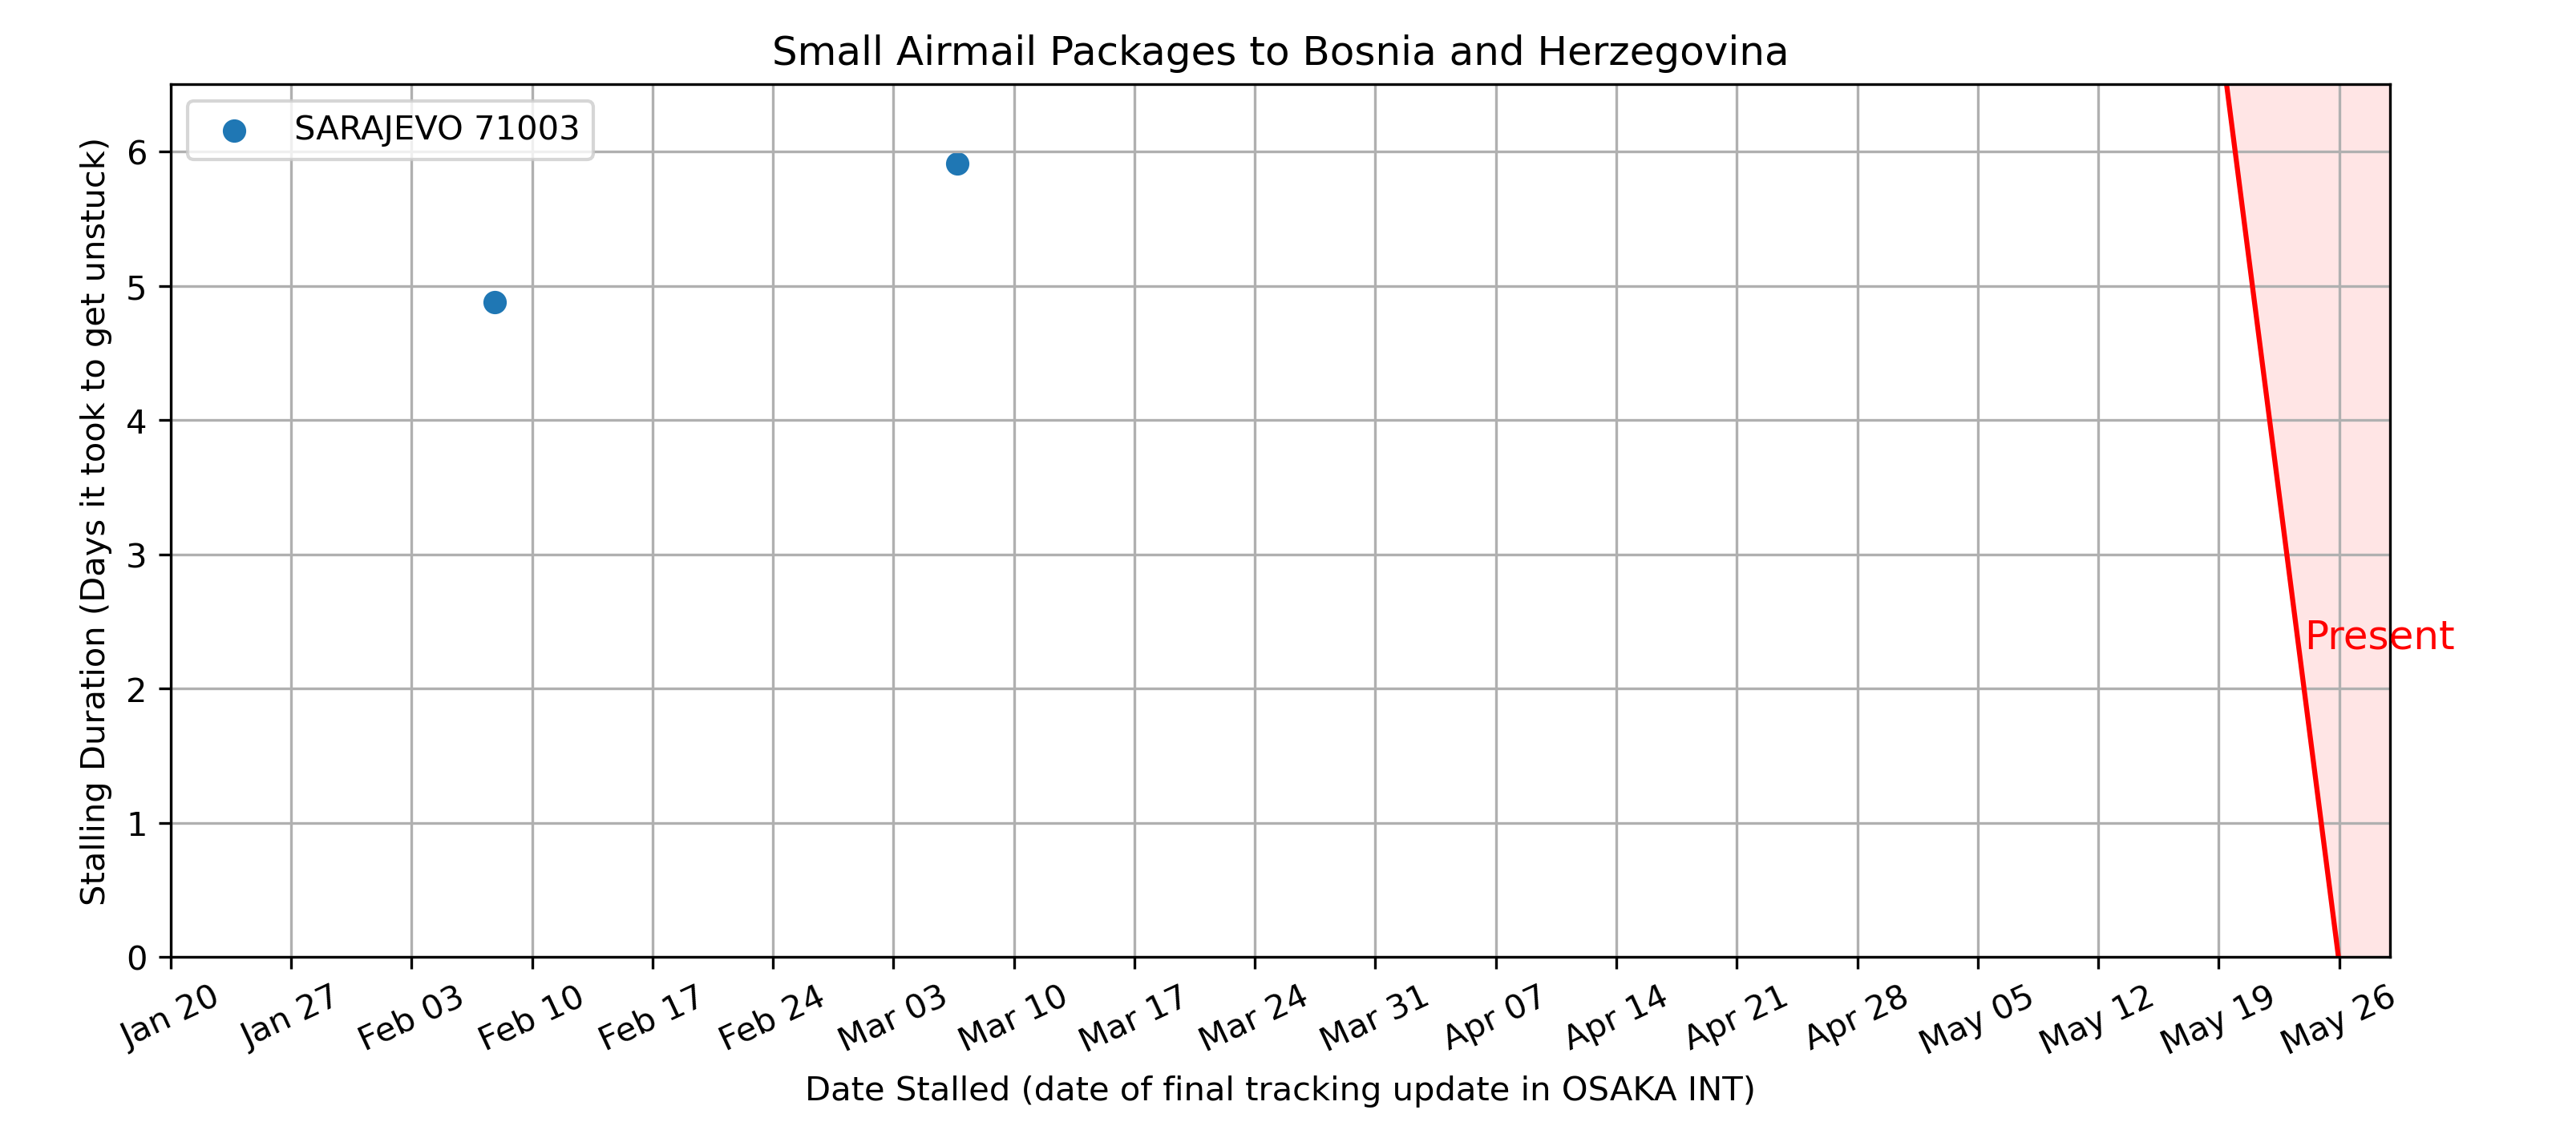 Small Airmail Packages to Bosnia and Herzegovina
SARAJEVO 71003
Stalling Duration (Days it took to get unstuck)
6
5
4
3
2
1
0
Present
Jan 20 Jan 27 Feb 03 Feb 10 Feb 17 Feb 24 Mar 03 Mar 10 Mar 17 Mar 24 Mar 31 Apr 07 Apr 14 Apr 21 Apr 28 May 05 May 12 May 19 May 26
Date Stalled (date of final tracking update in OSAKA INT)